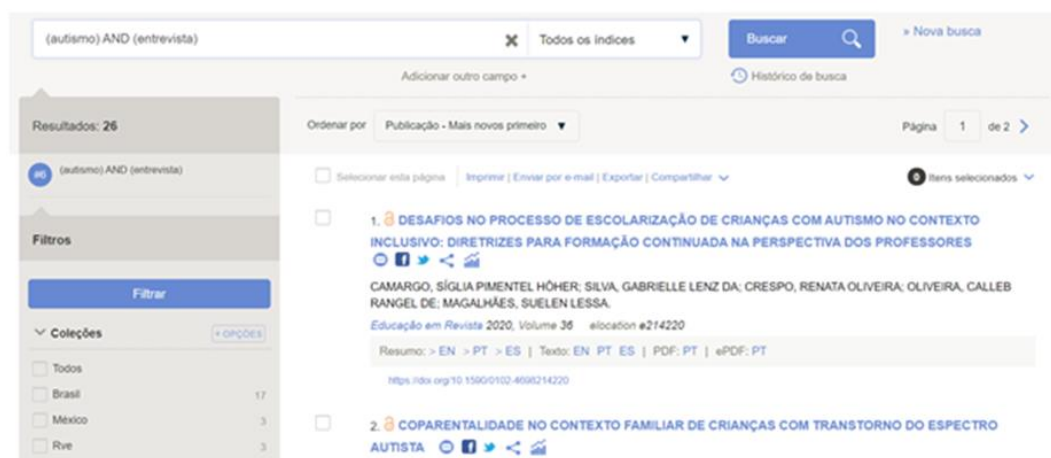 (autismo) AND (entrevista)
Todos os índices
Buscar
» Nova busca
Adicionar outro campo +
Histórico de busca
Resultados: 26
Ordenar por
Publicação - Mais novos primeiro
Página 1 de 2
#6 (autismo) AND (entrevista)
Selecionar esta página
Imprimir | Enviar por e-mail | Exportar | Compartilhar
0 Itens selecionados
Filtros
Filtrar
Coleções
+ OPÇÕES
Todos
Brasil 17
México 3
Rve 3
1. DESAFIOS NO PROCESSO DE ESCOLARIZAÇÃO DE CRIANÇAS COM AUTISMO NO CONTEXTO
INCLUSIVO: DIRETRIZES PARA FORMAÇÃO CONTINUADA NA PERSPECTIVA DOS PROFESSORES
CAMARGO, SÍGLIA PIMENTEL HÖHER; SILVA, GABRIELLE LENZ DA; CRESPO, RENATA OLIVEIRA; OLIVEIRA, CALLEB
RANGEL DE; MAGALHÃES, SUELEN LESSA.
Educação em Revista 2020, Volume 36 elocation e214220
Resumo: > EN > PT > ES | Texto: EN PT ES | PDF: PT | ePDF: PT
https://doi.org/10.1590/0102-4698214220
2. COPARENTALIDADE NO CONTEXTO FAMILIAR DE CRIANÇAS COM TRANSTORNO DO ESPECTRO
AUTISTA